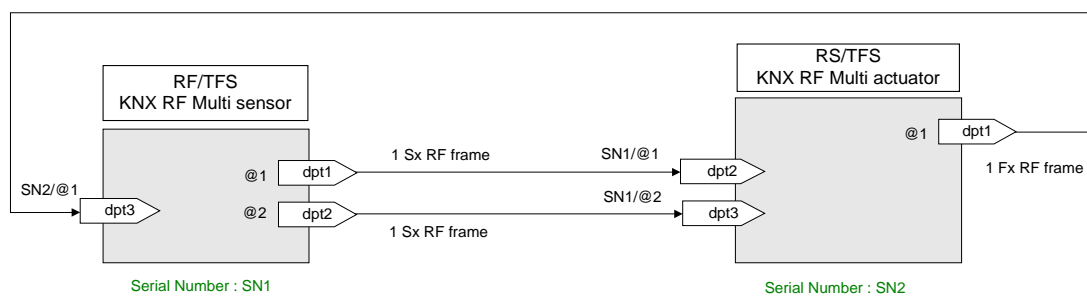 RF/TFS
KNX RF Multi sensor
RS/TFS
KNX RF Multi actuator
@1
dpt1
1 Sx RF frame
SN1/@1
dpt2
@1
dpt1
1 Fx RF frame
SN2/@1
dpt3
@2
dpt2
1 Sx RF frame
SN1/@2
dpt3
Serial Number : SN1
Serial Number : SN2